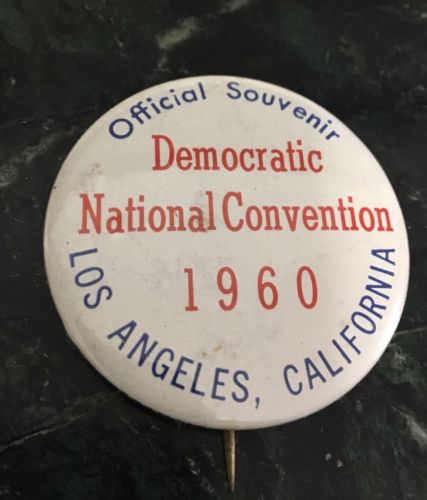 Official Souvenir
Democratic
National Convention
1960
LOS ANGELES, CALIFORNIA